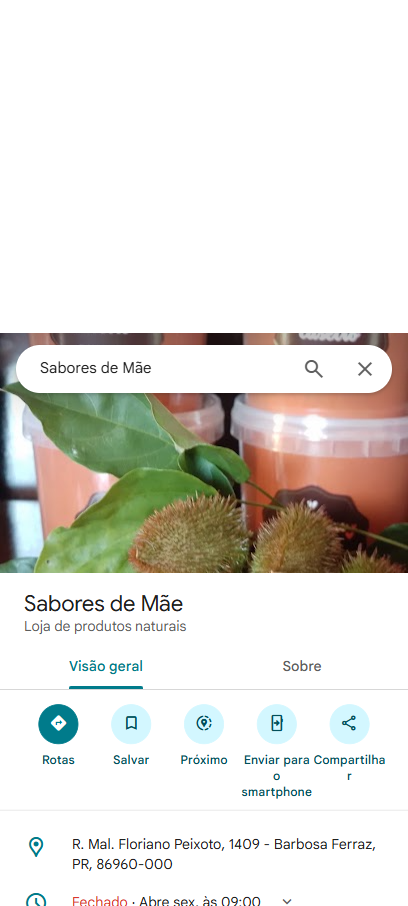 Sabores de Mãe
Sabores de Mãe
Loja de produtos naturais
Visão geral
Sobre
Rotas
Salvar
Próximo
Enviar para
o
smartphone
Compartilha
r
R. Mal. Floriano Peixoto, 1409 - Barbosa Ferraz,
PR, 86960-000
Fechado · Abre sex. às 09:00